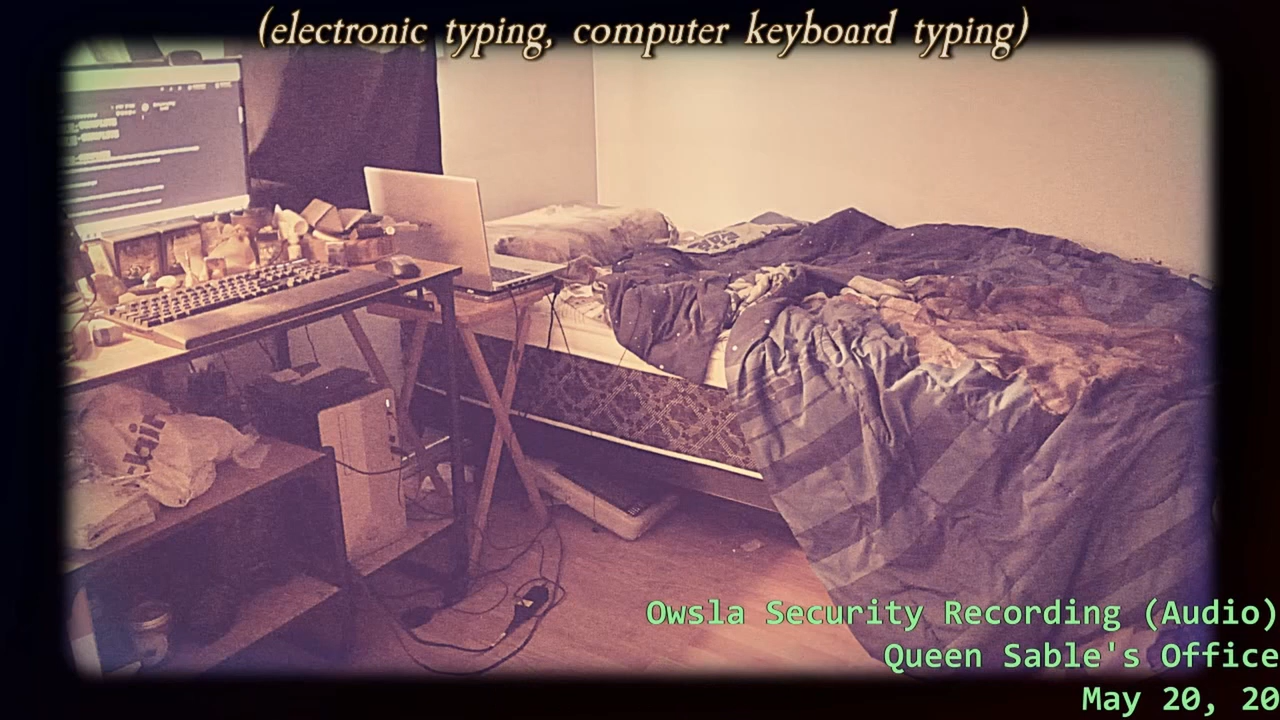 (electronic typing, computer keyboard typing)
Owsla Security Recording (Audio)
Queen Sable's Office
May 20, 20